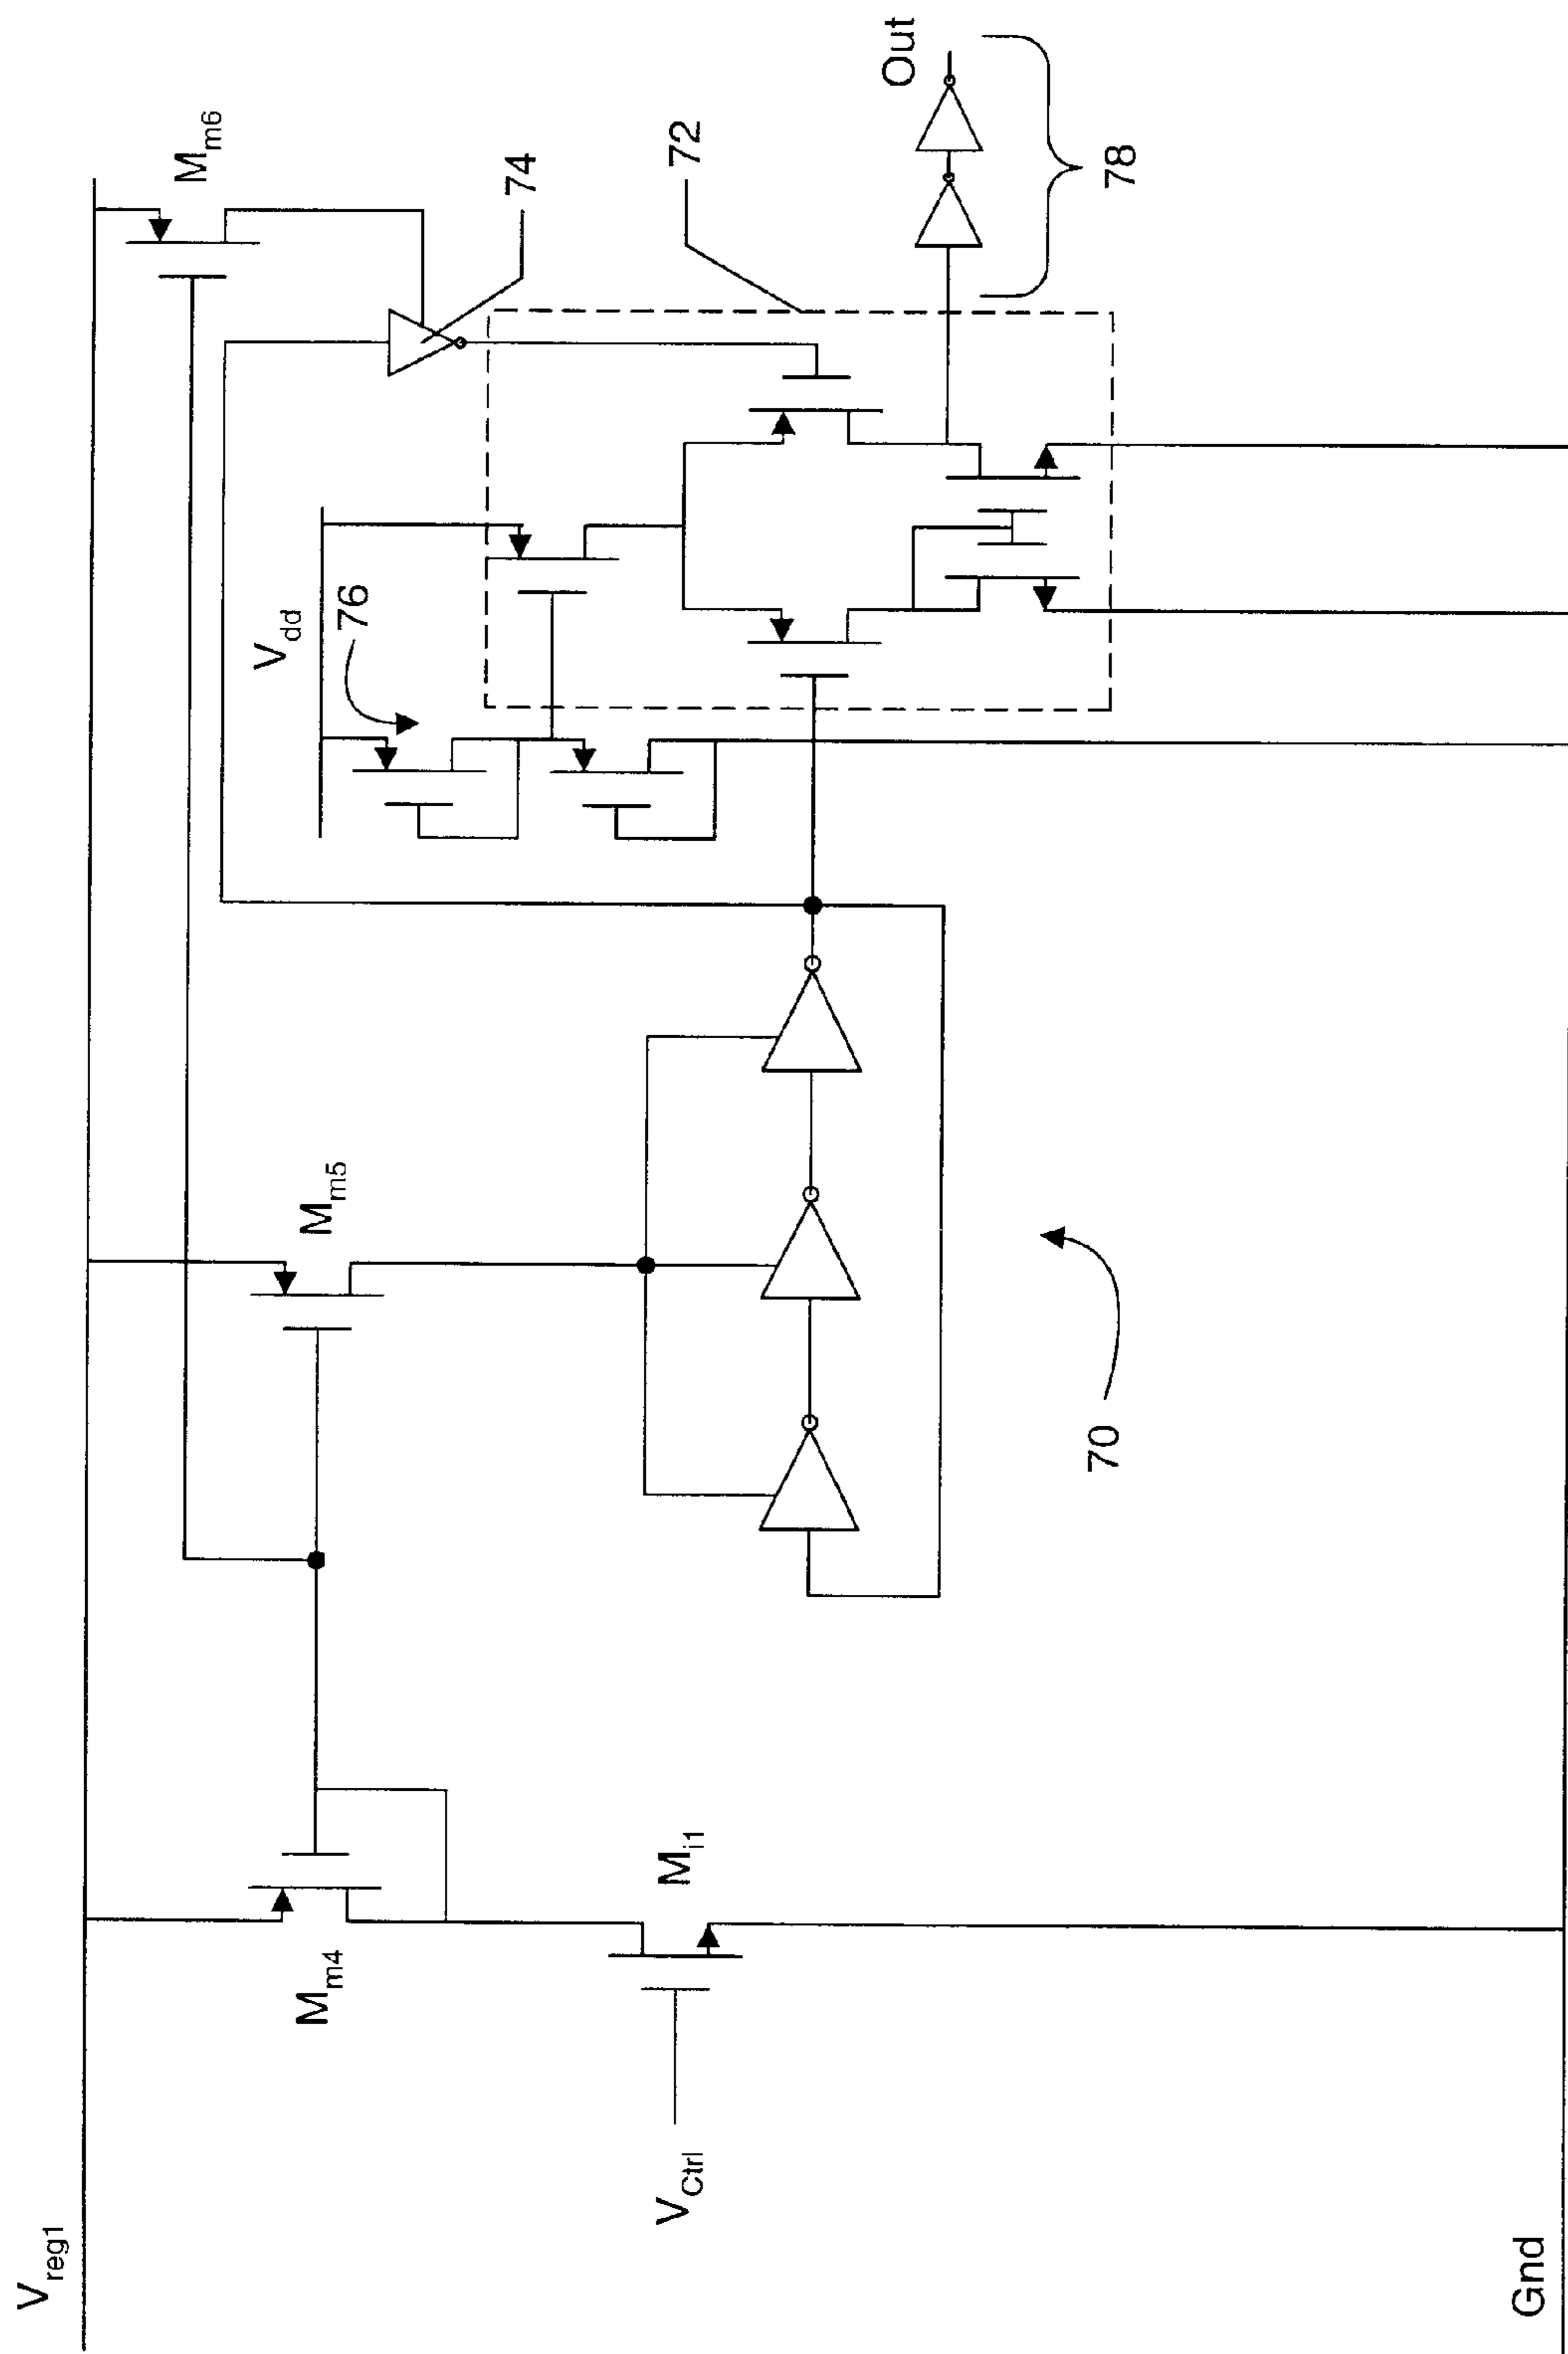 V_reg1
M_m6
74
72
Out
78
V_dd
76
M_m5
70
M_m4
M_i1
V_Ctrl
Gnd